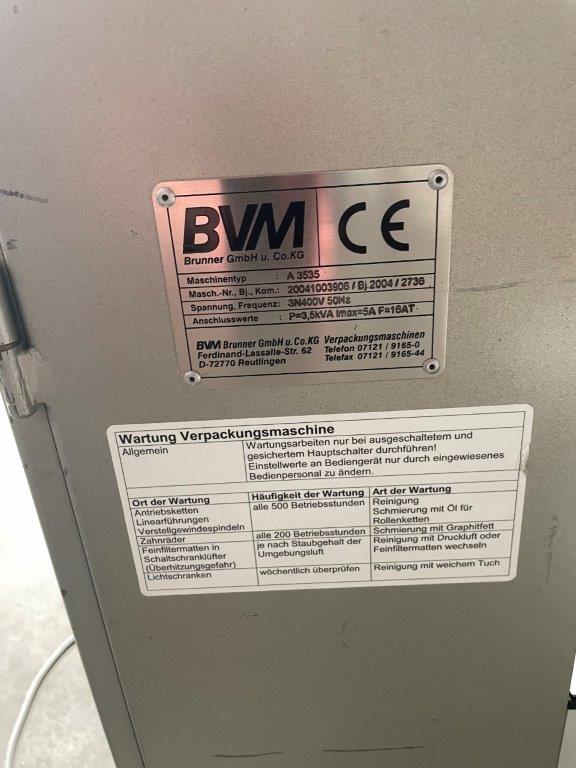 BVM
Brunner GmbH u. Co.KG
CE
Maschinentyp : A 3535
Masch.-Nr., Bj., Kom.: 20041003906 / Bj.2004 / 2736
Spannung, Frequenz: 3N400V 50Hz
Anschlusswerte : P=3,5kVA Imax=5A F=16AT
BVM Brunner GmbH u. Co.KG Verpackungsmaschinen
Ferdinand-Lassalle-Str. 62 Telefon 07121 / 9165-0
D-72770 Reutlingen Telefax 07121 / 9165-44
Wartung Verpackungsmaschine
Allgemein Wartungsarbeiten nur bei ausgeschaltetem und
gesichertem Hauptschalter durchführen!
Einstellwerte an Bediengerät nur durch eingewiesenes
Bedienpersonal zu ändern.
Ort der Wartung Häufigkeit der Wartung Art der Wartung
Antriebsketten alle 500 Betriebsstunden Reinigung
Linearführungen Schmierung mit Öl für
Verstellgewindespindeln Rollenketten
Zahnräder alle 200 Betriebsstunden Schmierung mit Graphitfett
Feinfiltermatten in je nach Staubgehalt der Reinigung mit Druckluft oder
Schaltschranklüfter Umgebungsluft Feinfiltermatten wechseln
(Überhitzungsgefahr)
Lichtschranken wöchentlich überprüfen Reinigung mit weichem Tuch